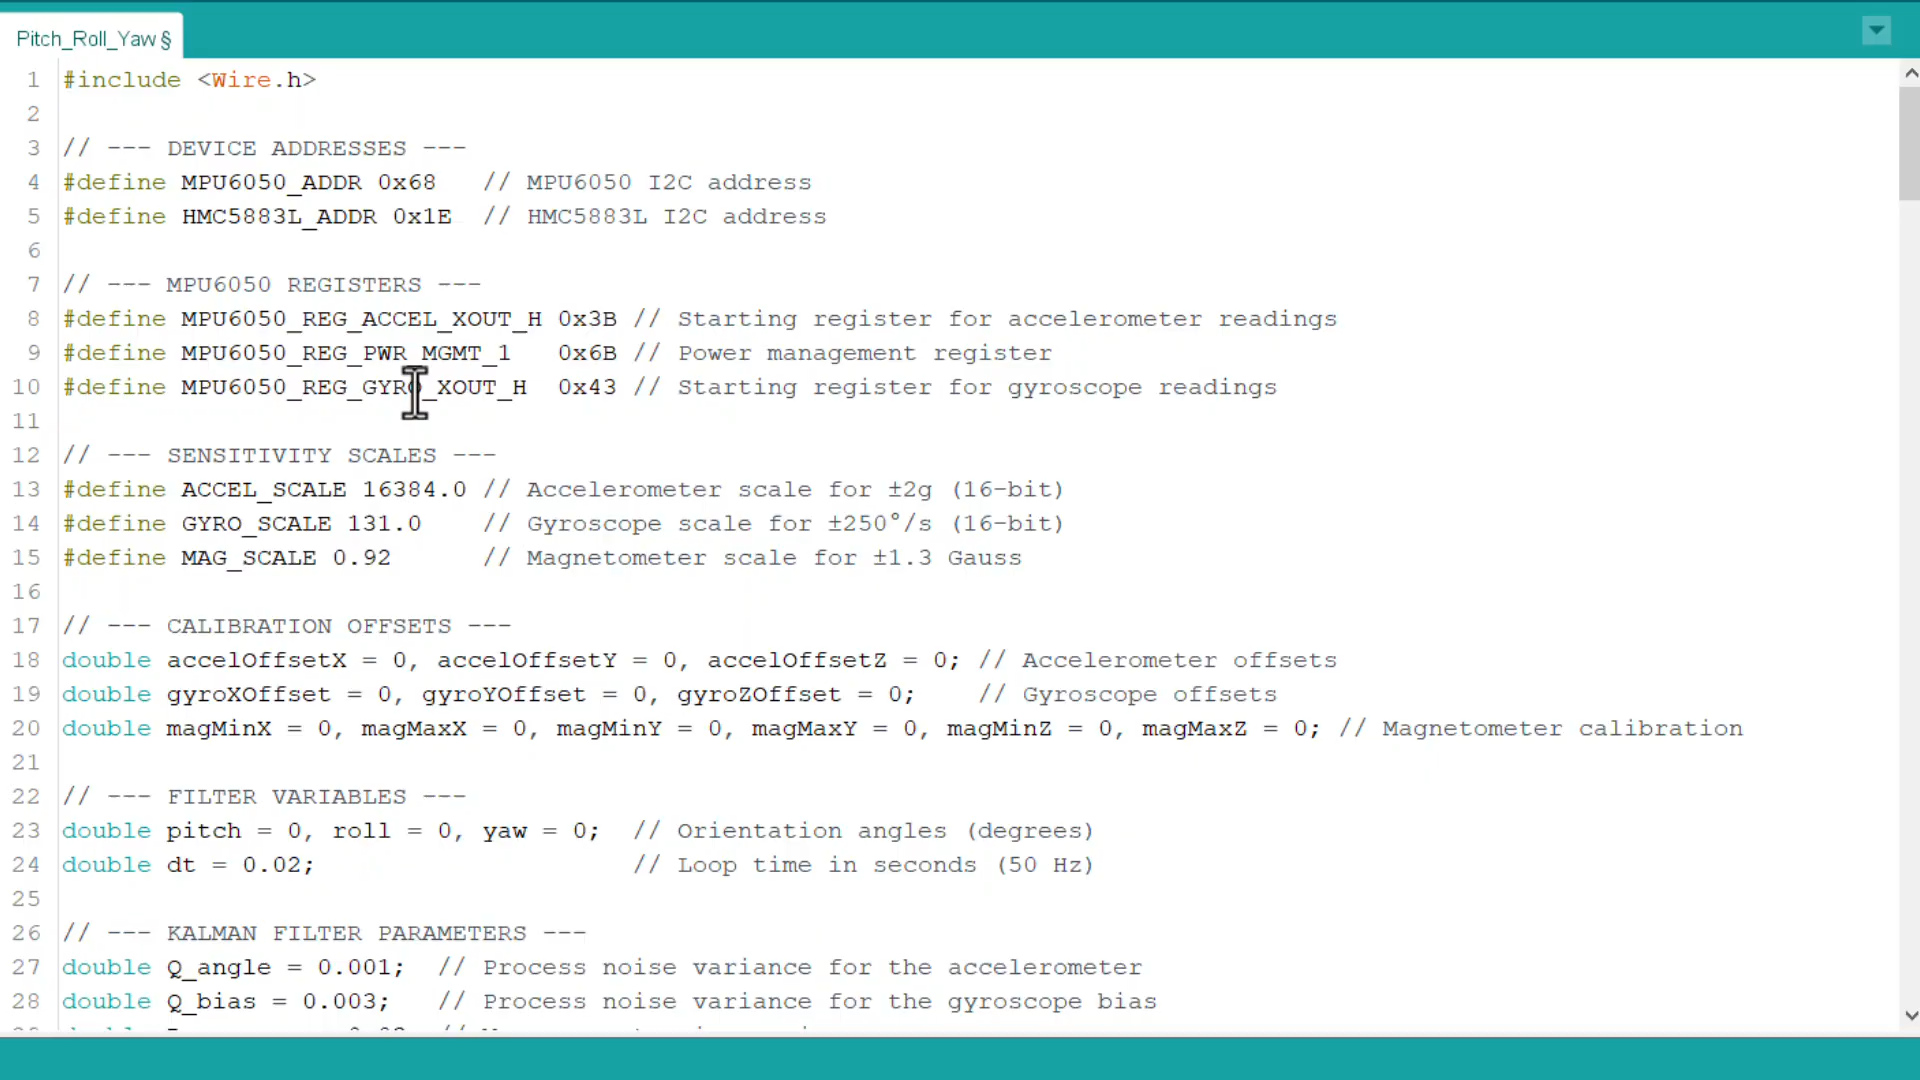 Pitch_Roll_Yaw §
1 #include <Wire.h>
2
3 // --- DEVICE ADDRESSES ---
4 #define MPU6050_ADDR 0x68   // MPU6050 I2C address
5 #define HMC5883L_ADDR 0x1E  // HMC5883L I2C address
6
7 // --- MPU6050 REGISTERS ---
8 #define MPU6050_REG_ACCEL_XOUT_H 0x3B // Starting register for accelerometer readings
9 #define MPU6050_REG_PWR_MGMT_1   0x6B // Power management register
10 #define MPU6050_REG_GYRO_XOUT_H  0x43 // Starting register for gyroscope readings
11
12 // --- SENSITIVITY SCALES ---
13 #define ACCEL_SCALE 16384.0 // Accelerometer scale for ±2g (16-bit)
14 #define GYRO_SCALE 131.0    // Gyroscope scale for ±250°/s (16-bit)
15 #define MAG_SCALE 0.92      // Magnetometer scale for ±1.3 Gauss
16
17 // --- CALIBRATION OFFSETS ---
18 double accelOffsetX = 0, accelOffsetY = 0, accelOffsetZ = 0; // Accelerometer offsets
19 double gyroXOffset = 0, gyroYOffset = 0, gyroZOffset = 0;    // Gyroscope offsets
20 double magMinX = 0, magMaxX = 0, magMinY = 0, magMaxY = 0, magMinZ = 0, magMaxZ = 0; // Magnetometer calibration
21
22 // --- FILTER VARIABLES ---
23 double pitch = 0, roll = 0, yaw = 0;  // Orientation angles (degrees)
24 double dt = 0.02;                     // Loop time in seconds (50 Hz)
25
26 // --- KALMAN FILTER PARAMETERS ---
27 double Q_angle = 0.001;  // Process noise variance for the accelerometer
28 double Q_bias = 0.003;   // Process noise variance for the gyroscope bias